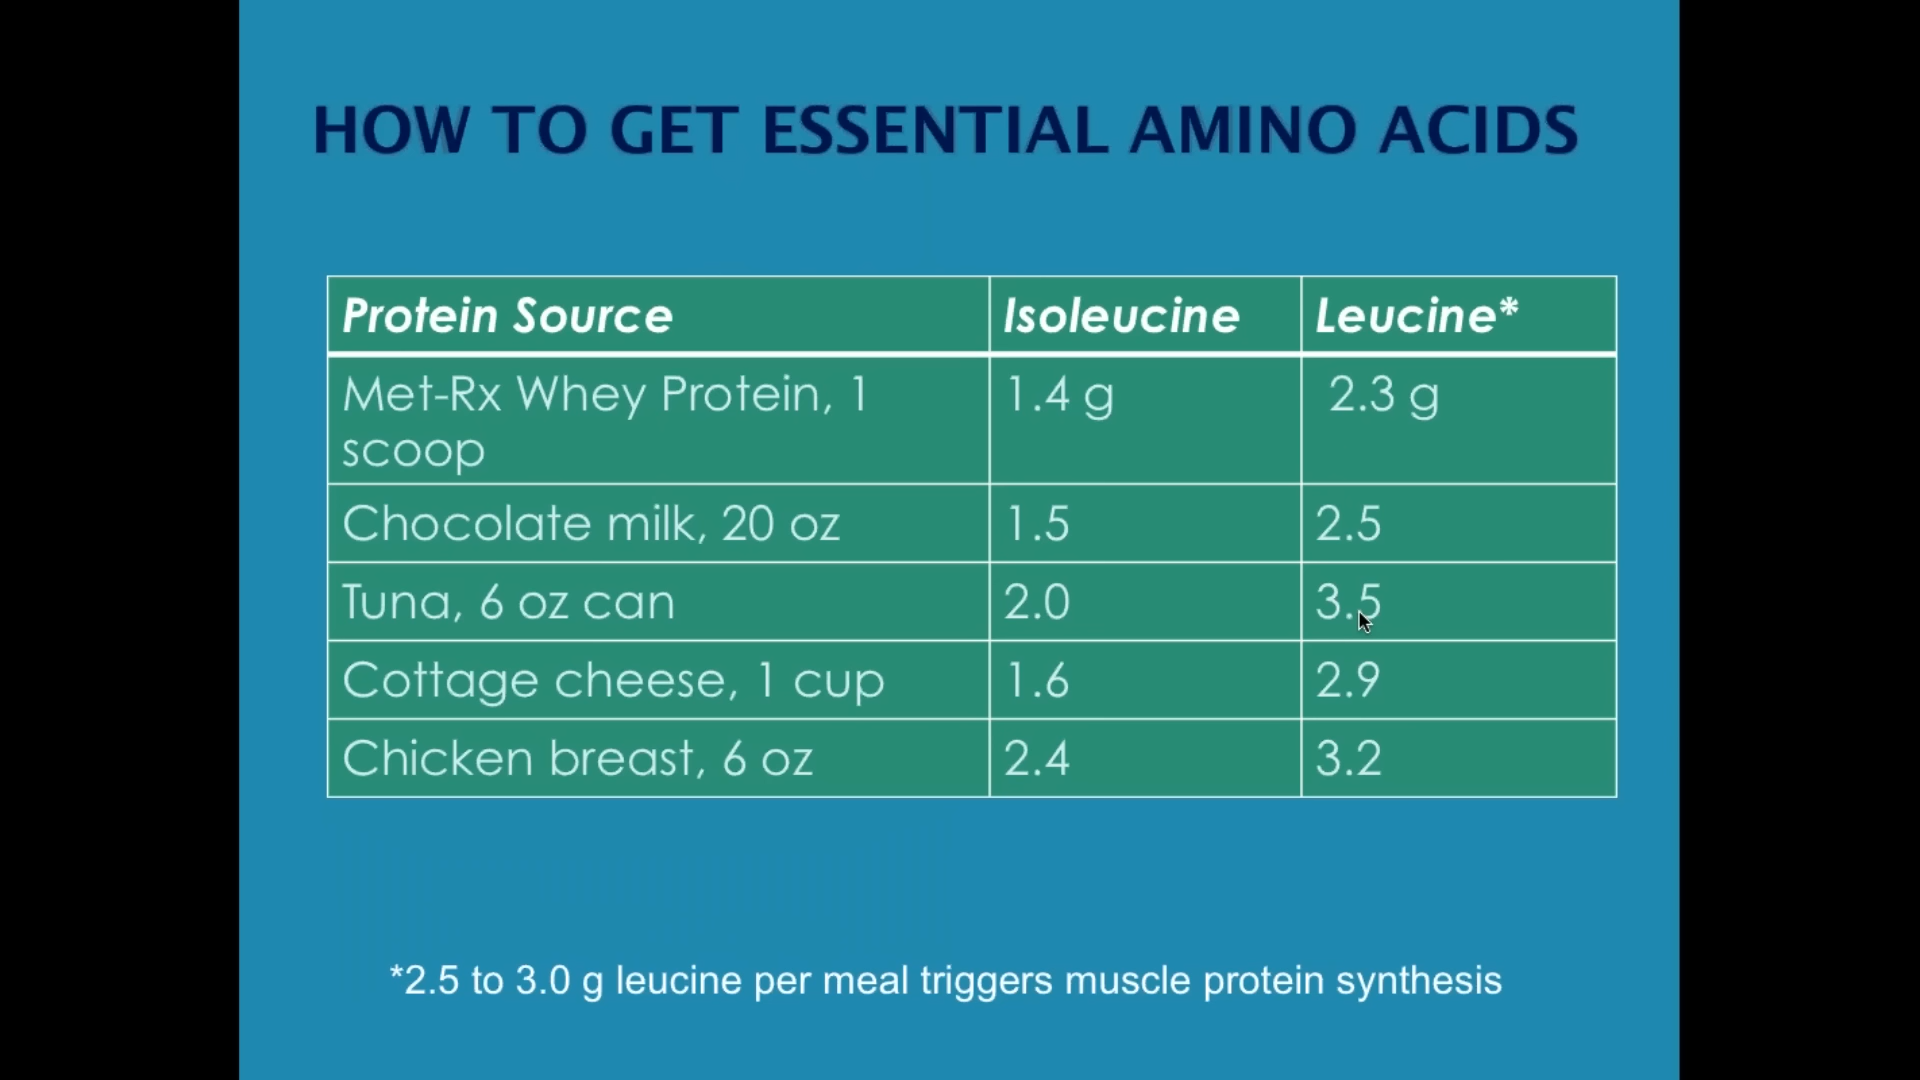 HOW TO GET ESSENTIAL AMINO ACIDS
Protein Source Isoleucine Leucine*
Met-Rx Whey Protein, 1 1.4 g 2.3 g
scoop
Chocolate milk, 20 oz 1.5 2.5
Tuna, 6 oz can 2.0 3.5
Cottage cheese, 1 cup 1.6 2.9
Chicken breast, 6 oz 2.4 3.2
*2.5 to 3.0 g leucine per meal triggers muscle protein synthesis